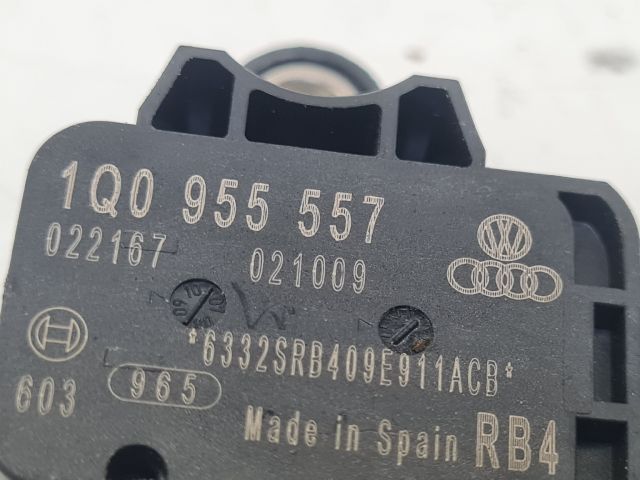 1Q0 955 557
022167 021009
*6332SRB409E911ACB*
603 965
Made in Spain RB4